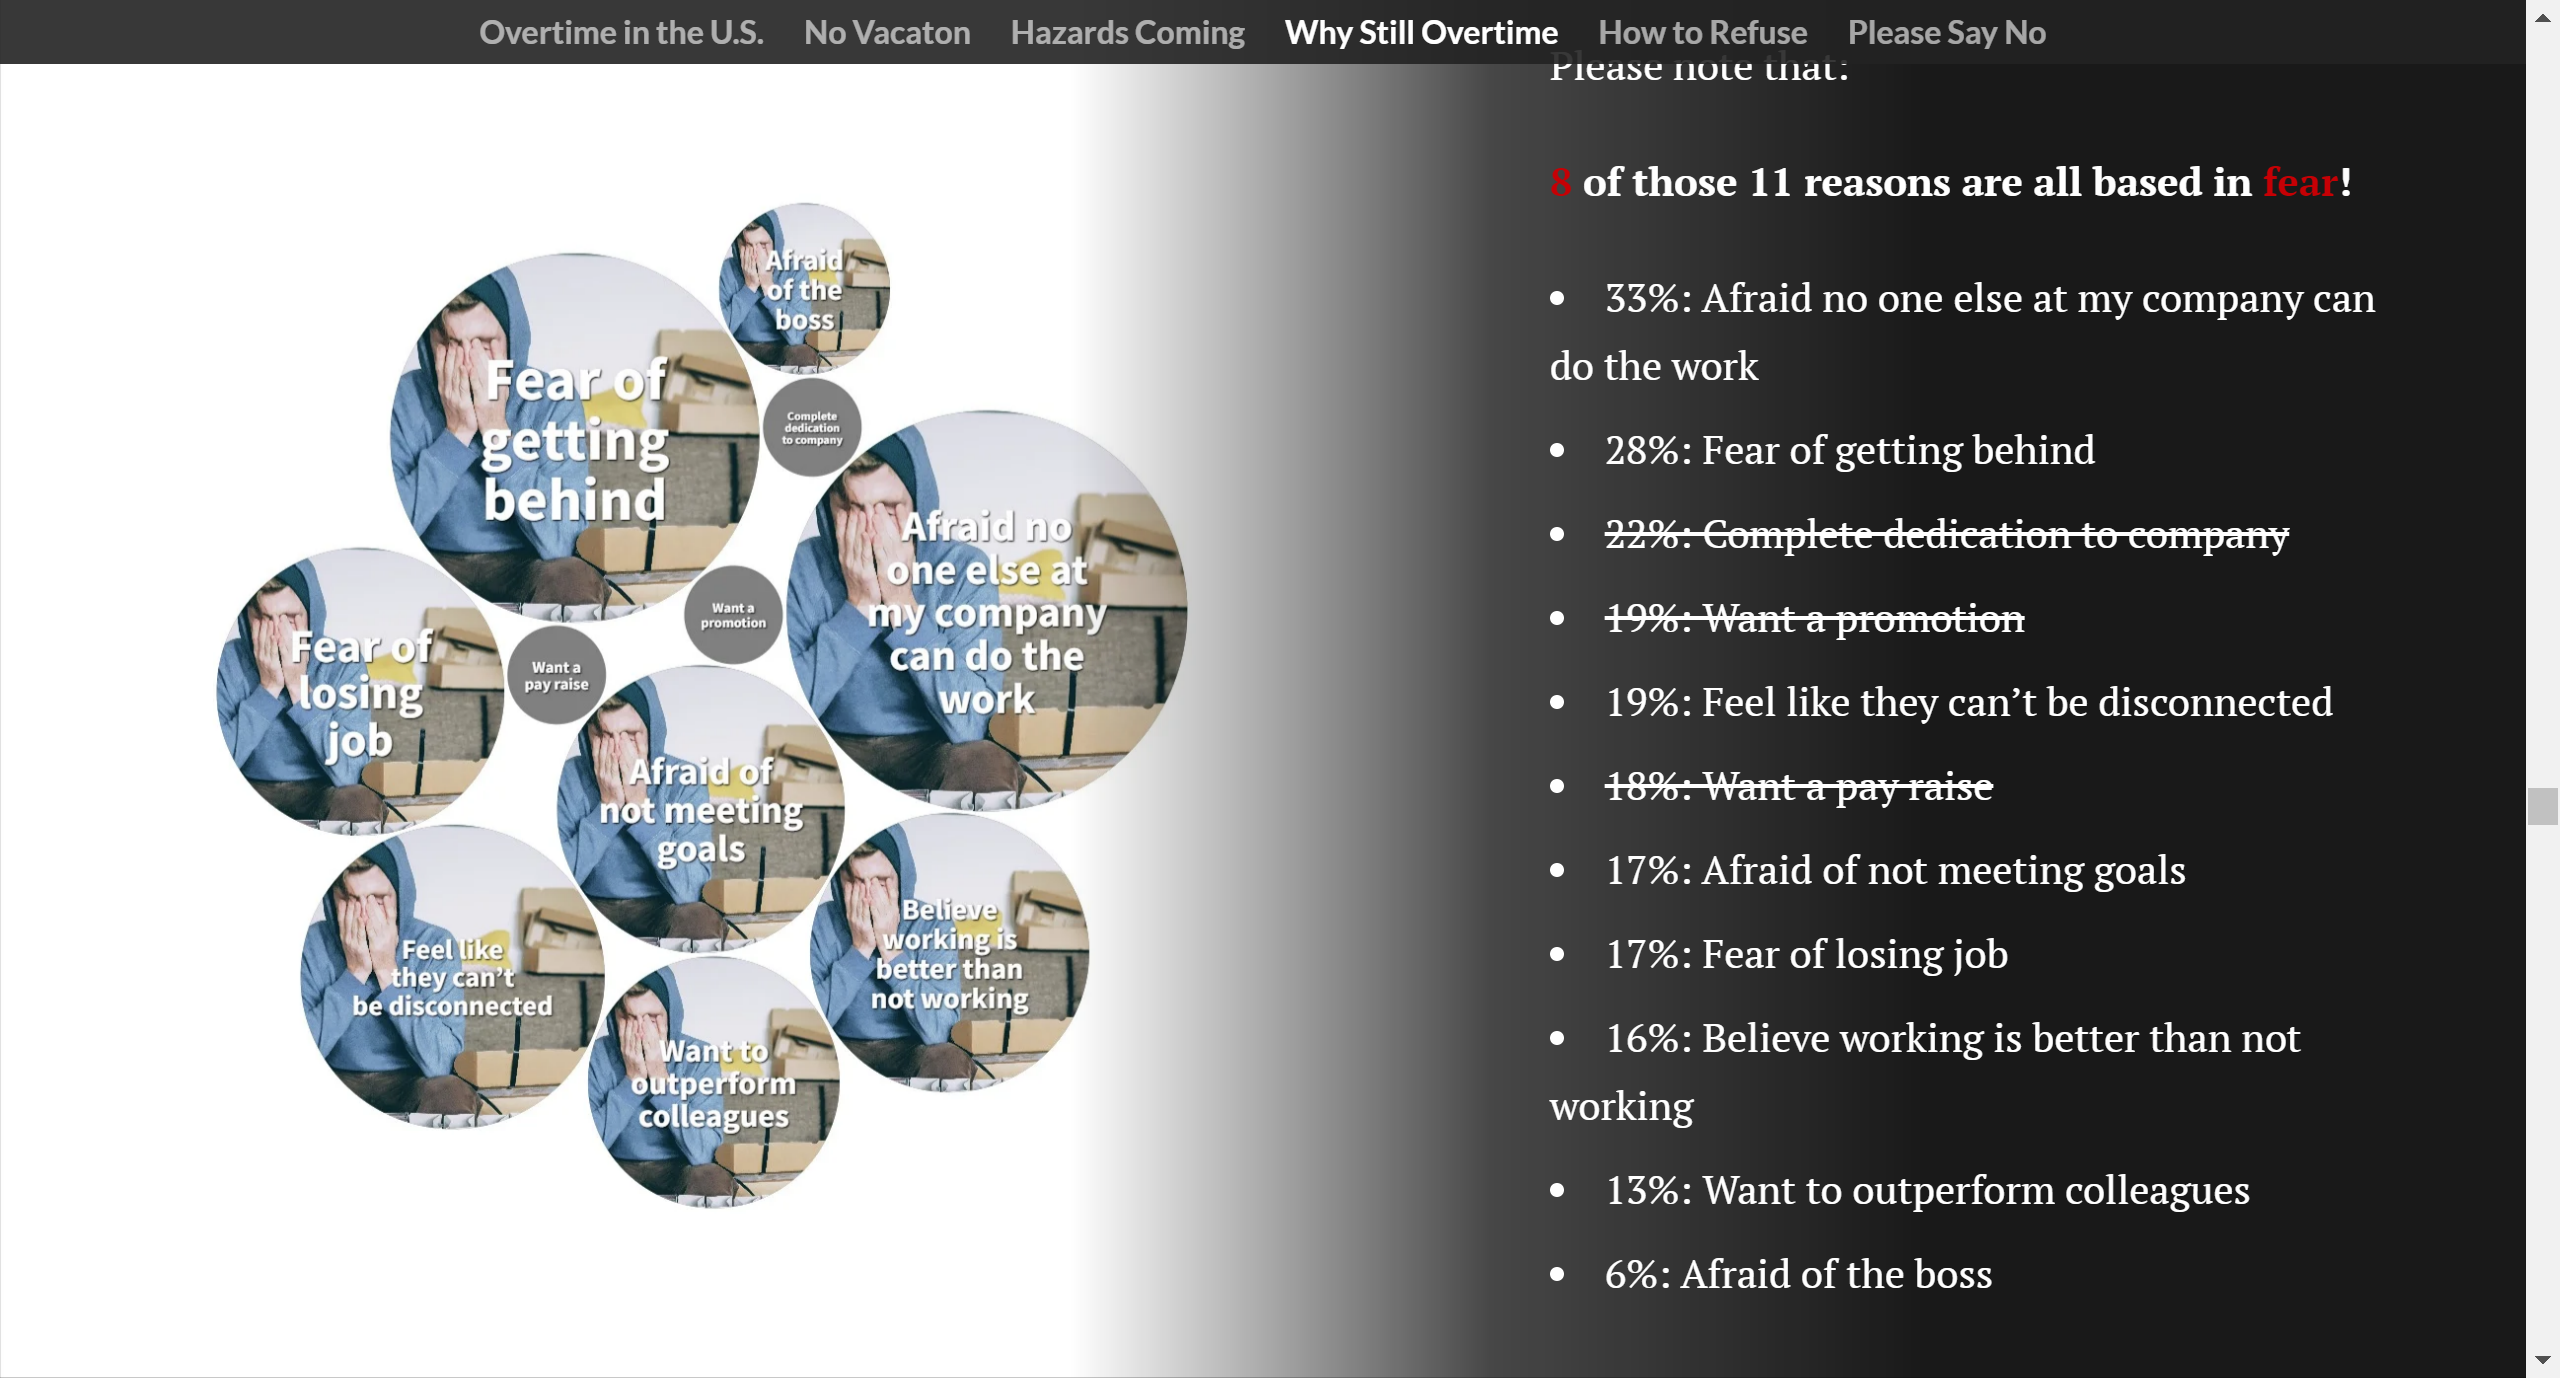 Overtime in the U.S. No Vacaton Hazards Coming Why Still Overtime How to Refuse Please Say No
Please note that:
8 of those 11 reasons are all based in fear!
• 33%: Afraid no one else at my company can
do the work
• 28%: Fear of getting behind
• 22%: Complete dedication to company
• 19%: Want a promotion
• 19%: Feel like they can’t be disconnected
• 18%: Want a pay raise
• 17%: Afraid of not meeting goals
• 17%: Fear of losing job
• 16%: Believe working is better than not
working
• 13%: Want to outperform colleagues
• 6%: Afraid of the boss
Afraid
of the
boss
Fear of
getting
behind
Complete
dedication
to company
Afraid no
one else at
my company
can do the
work
Want a
promotion
Fear of
losing
job
Want a
pay raise
Afraid of
not meeting
goals
Believe
working is
better than
not working
Feel like
they can’t
be disconnected
Want to
outperform
colleagues